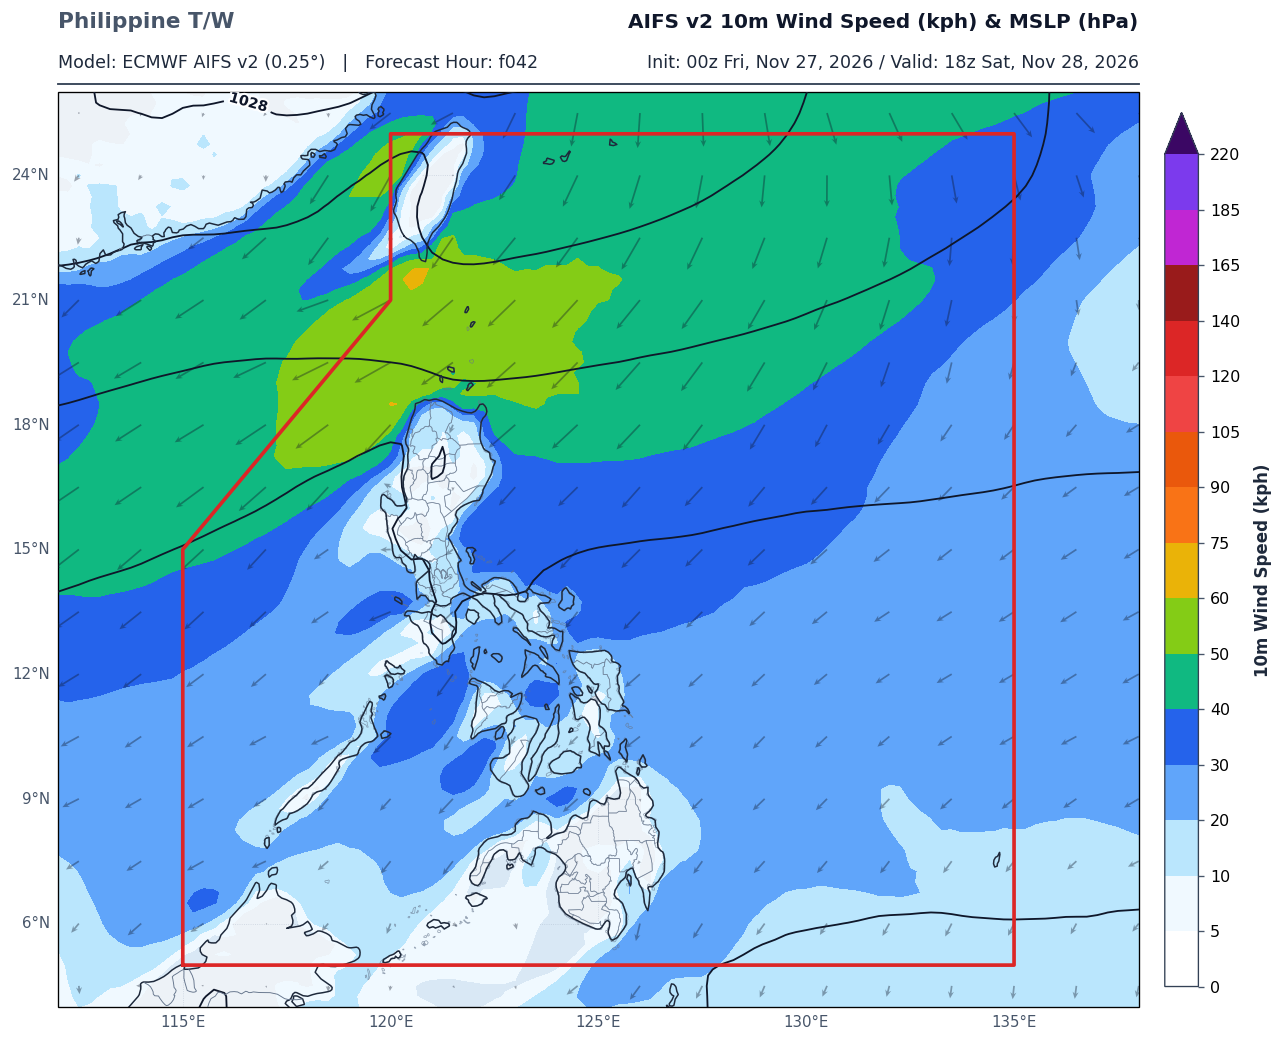 Philippine T/W
AIFS v2 10m Wind Speed (kph) & MSLP (hPa)
Model: ECMWF AIFS v2 (0.25°) | Forecast Hour: f042
Init: 00z Fri, Nov 27, 2026 / Valid: 18z Sat, Nov 28, 2026
1028
24°N
21°N
18°N
15°N
12°N
9°N
6°N
115°E
120°E
125°E
130°E
135°E
220
185
165
140
120
105
90
75
60
50
40
30
20
10
5
0
10m Wind Speed (kph)